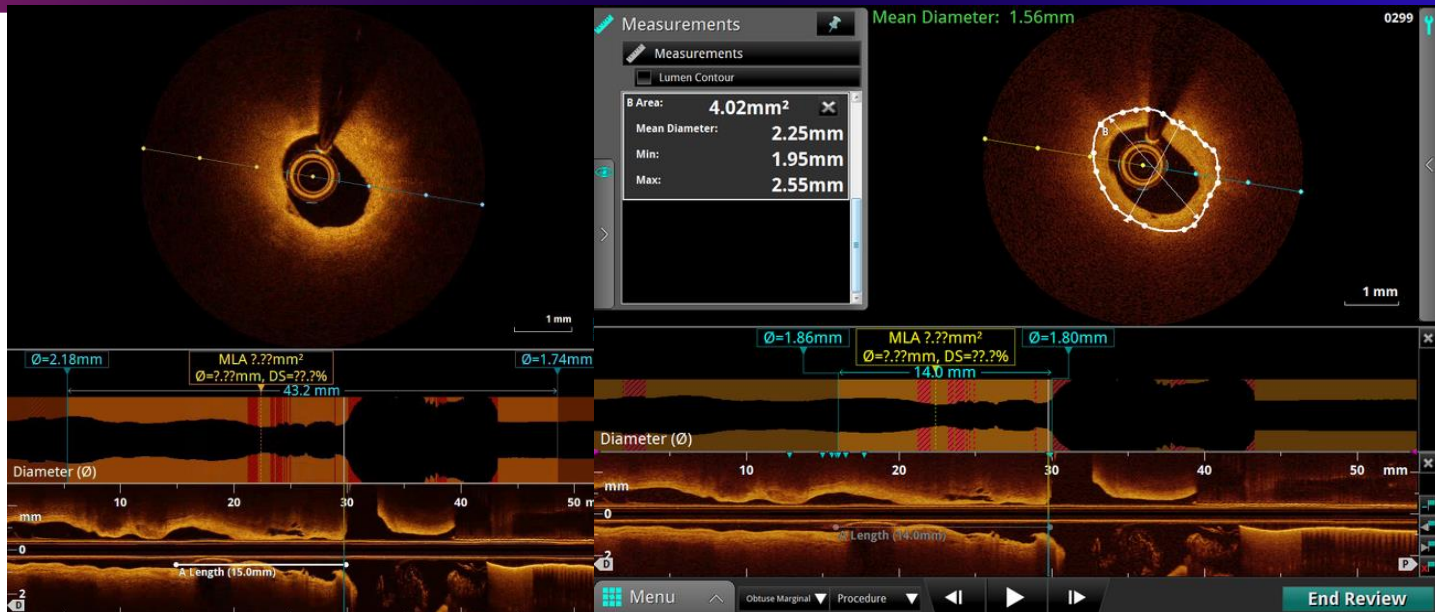 1 mm
Ø=2.18mm
MLA ?.??mm²
Ø=?.??mm, DS=??.?%
Ø=1.74mm
43.2 mm
Diameter (Ø)
10 20 30 40 50 m
mm
0
A Length (15.0mm)
2
D
Measurements
Measurements
Lumen Contour
B Area: 4.02mm²
Mean Diameter: 2.25mm
Min: 1.95mm
Max: 2.55mm
Mean Diameter: 1.56mm
0299
B
1 mm
Ø=1.86mm
MLA ?.??mm²
Ø=?.??mm, DS=??.?%
Ø=1.80mm
14.0 mm
Diameter (Ø)
10 20 30 40 50 mm
mm
0
A Length (14.0mm)
2
D P
Menu Obtuse Marginal Procedure End Review